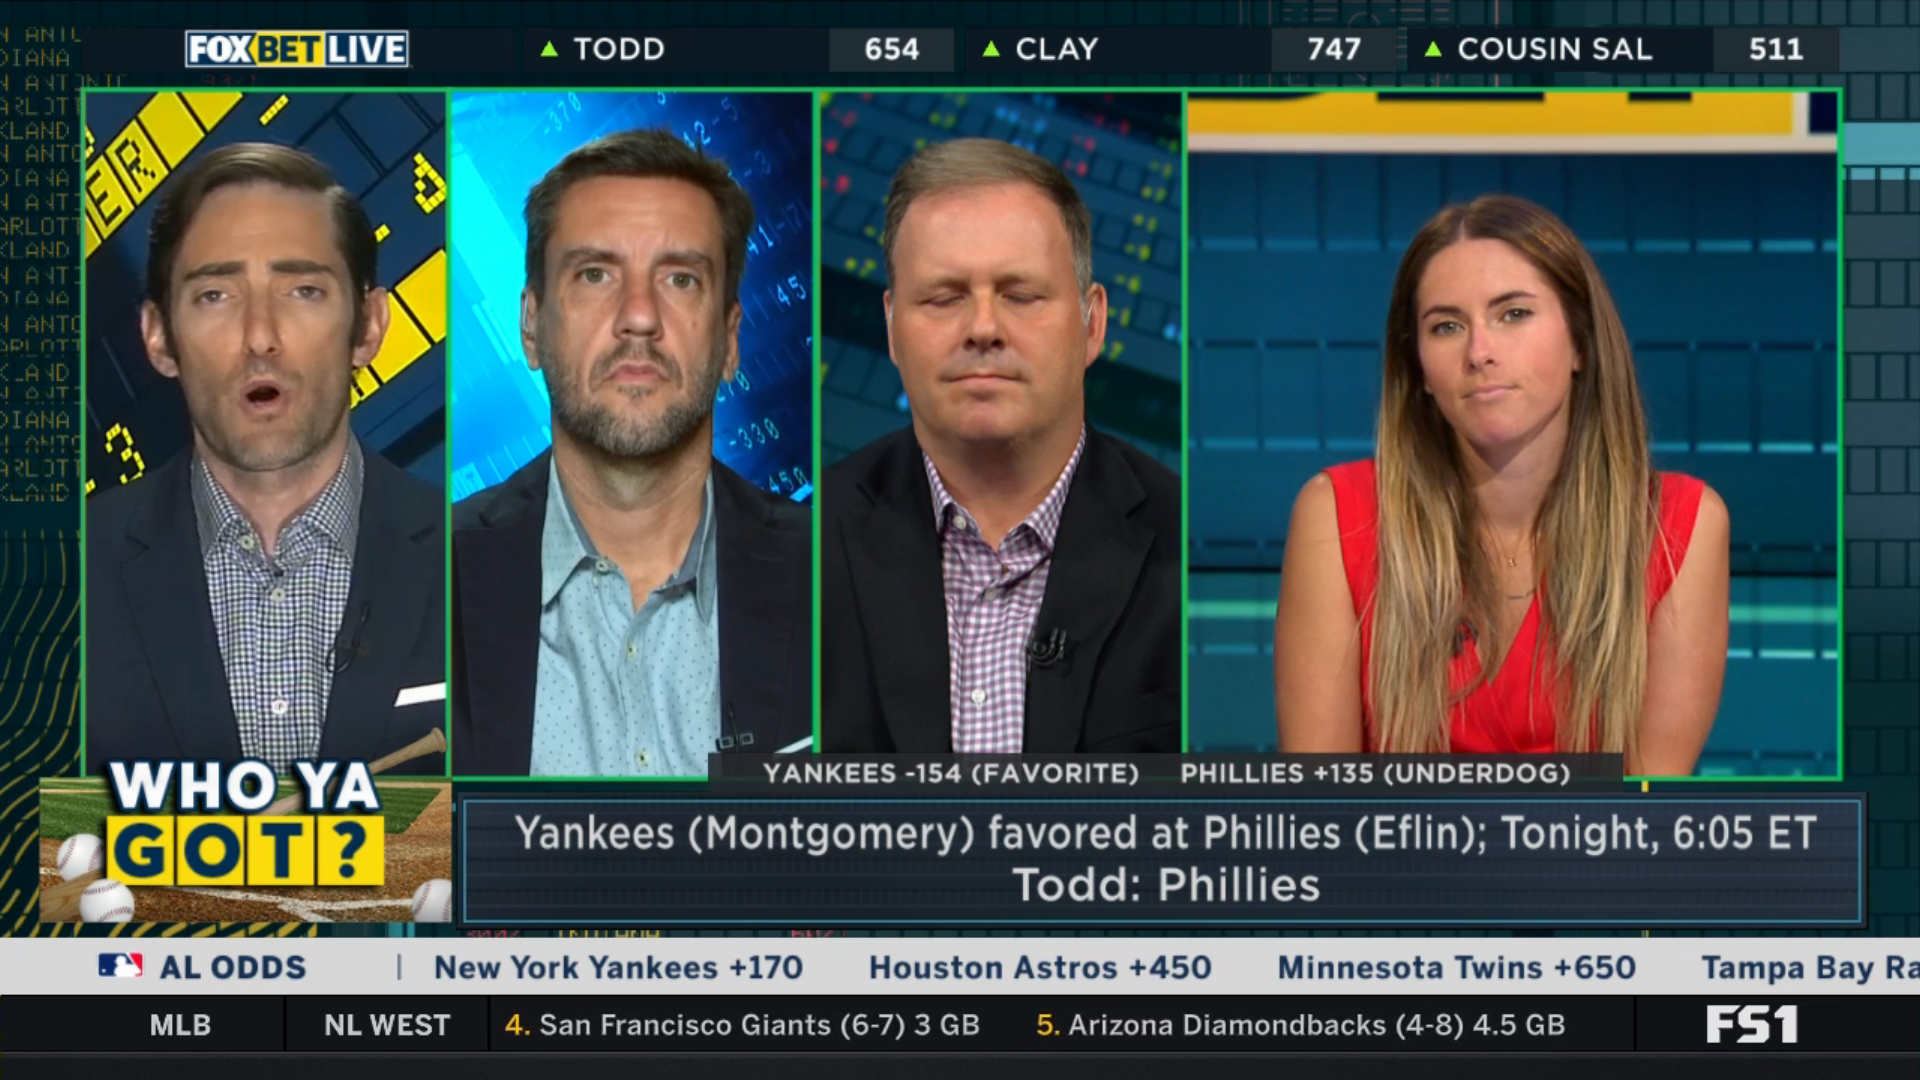 FOX BET LIVE
TODD 654
CLAY 747
COUSIN SAL 511
YANKEES -154 (FAVORITE) PHILLIES +135 (UNDERDOG)
WHO YA
GOT?
Yankees (Montgomery) favored at Phillies (Eflin); Tonight, 6:05 ET
Todd: Phillies
AL ODDS | New York Yankees +170 Houston Astros +450 Minnesota Twins +650 Tampa Bay Ra
MLB NL WEST 4. San Francisco Giants (6-7) 3 GB 5. Arizona Diamondbacks (4-8) 4.5 GB FS1